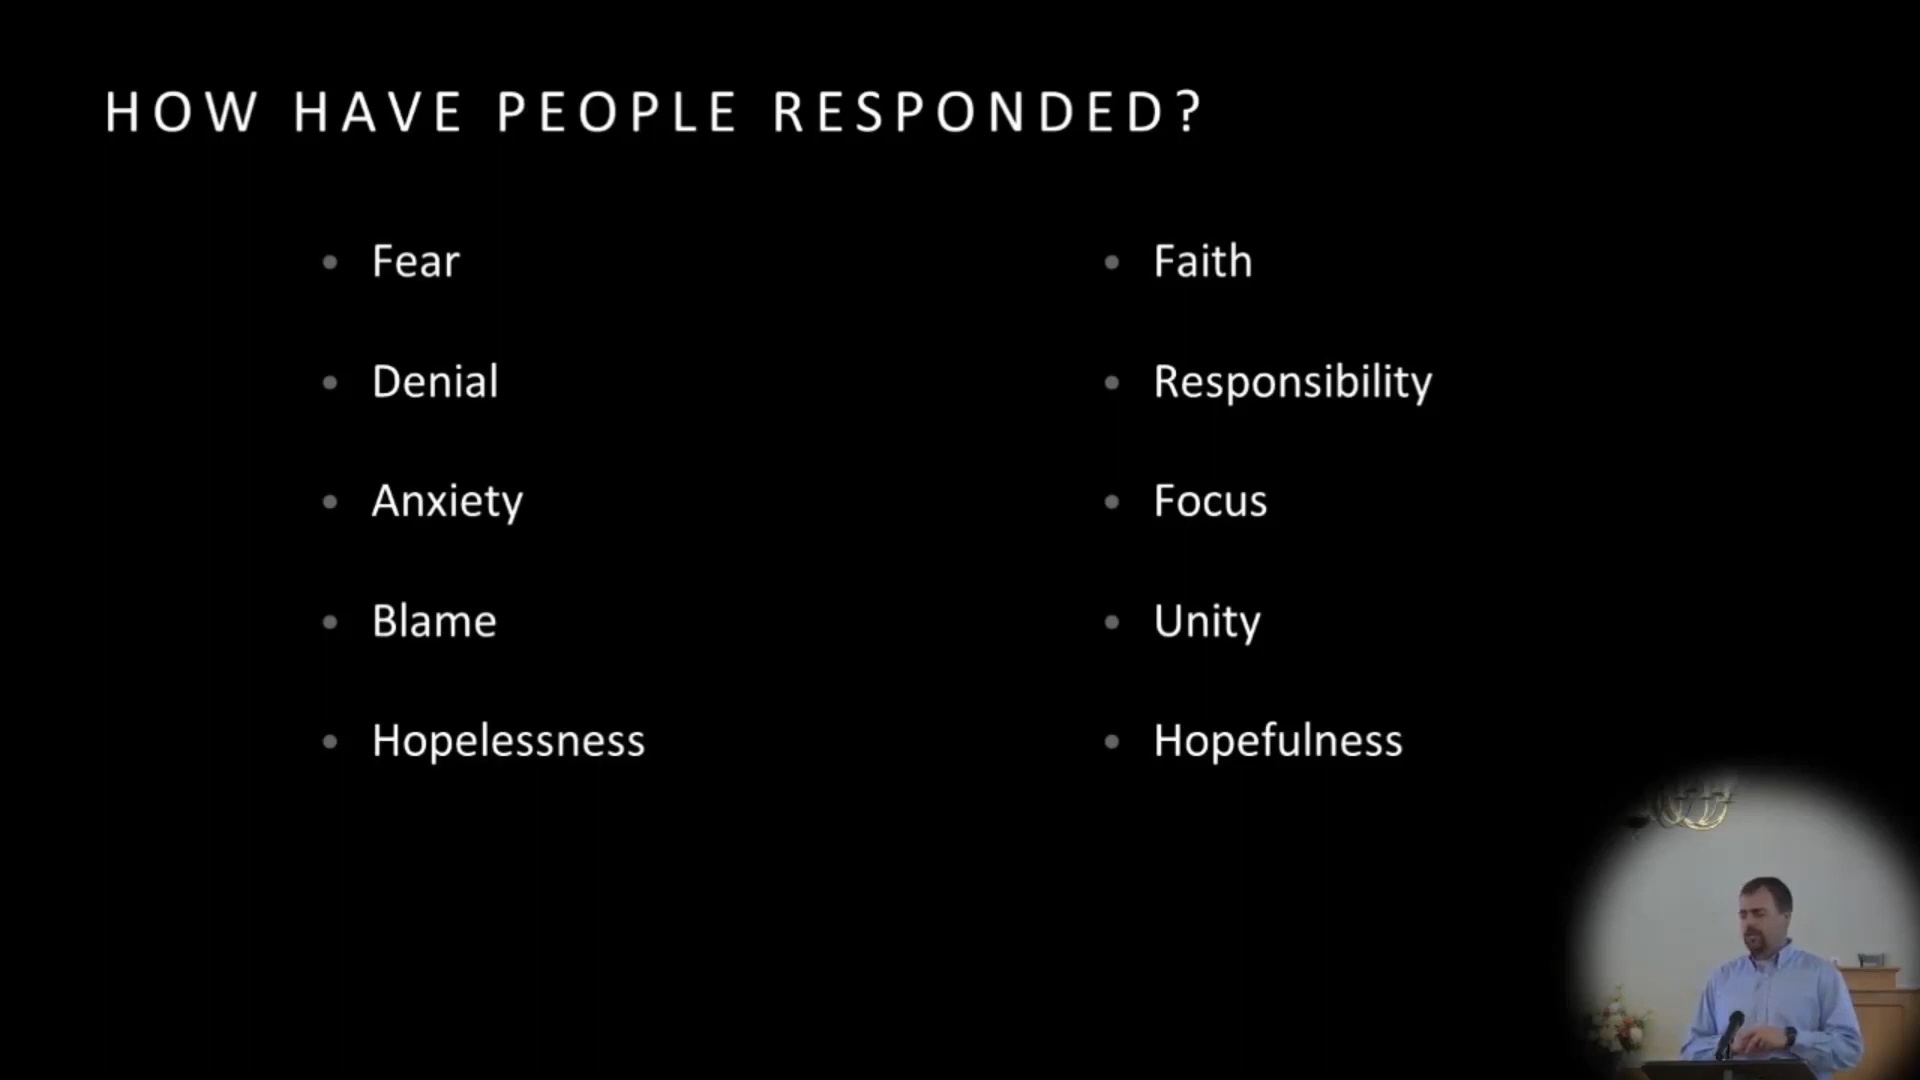 HOW HAVE PEOPLE RESPONDED?
• Fear
• Denial
• Anxiety
• Blame
• Hopelessness
• Faith
• Responsibility
• Focus
• Unity
• Hopefulness